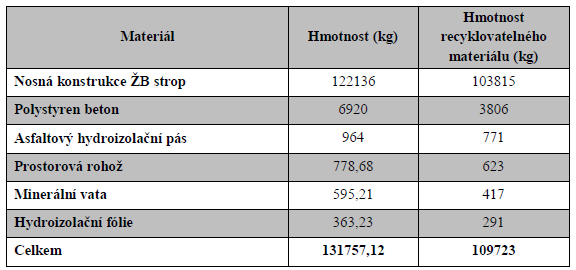 Materiál Hmotnost (kg) Hmotnost recyklovatelného materiálu (kg)
Nosná konstrukce ŽB strop 122136 103815
Polystyren beton 6920 3806
Asfaltový hydroizolační pás 964 771
Prostorová rohož 778,68 623
Minerální vata 595,21 417
Hydroizolační fólie 363,23 291
Celkem 131757,12 109723